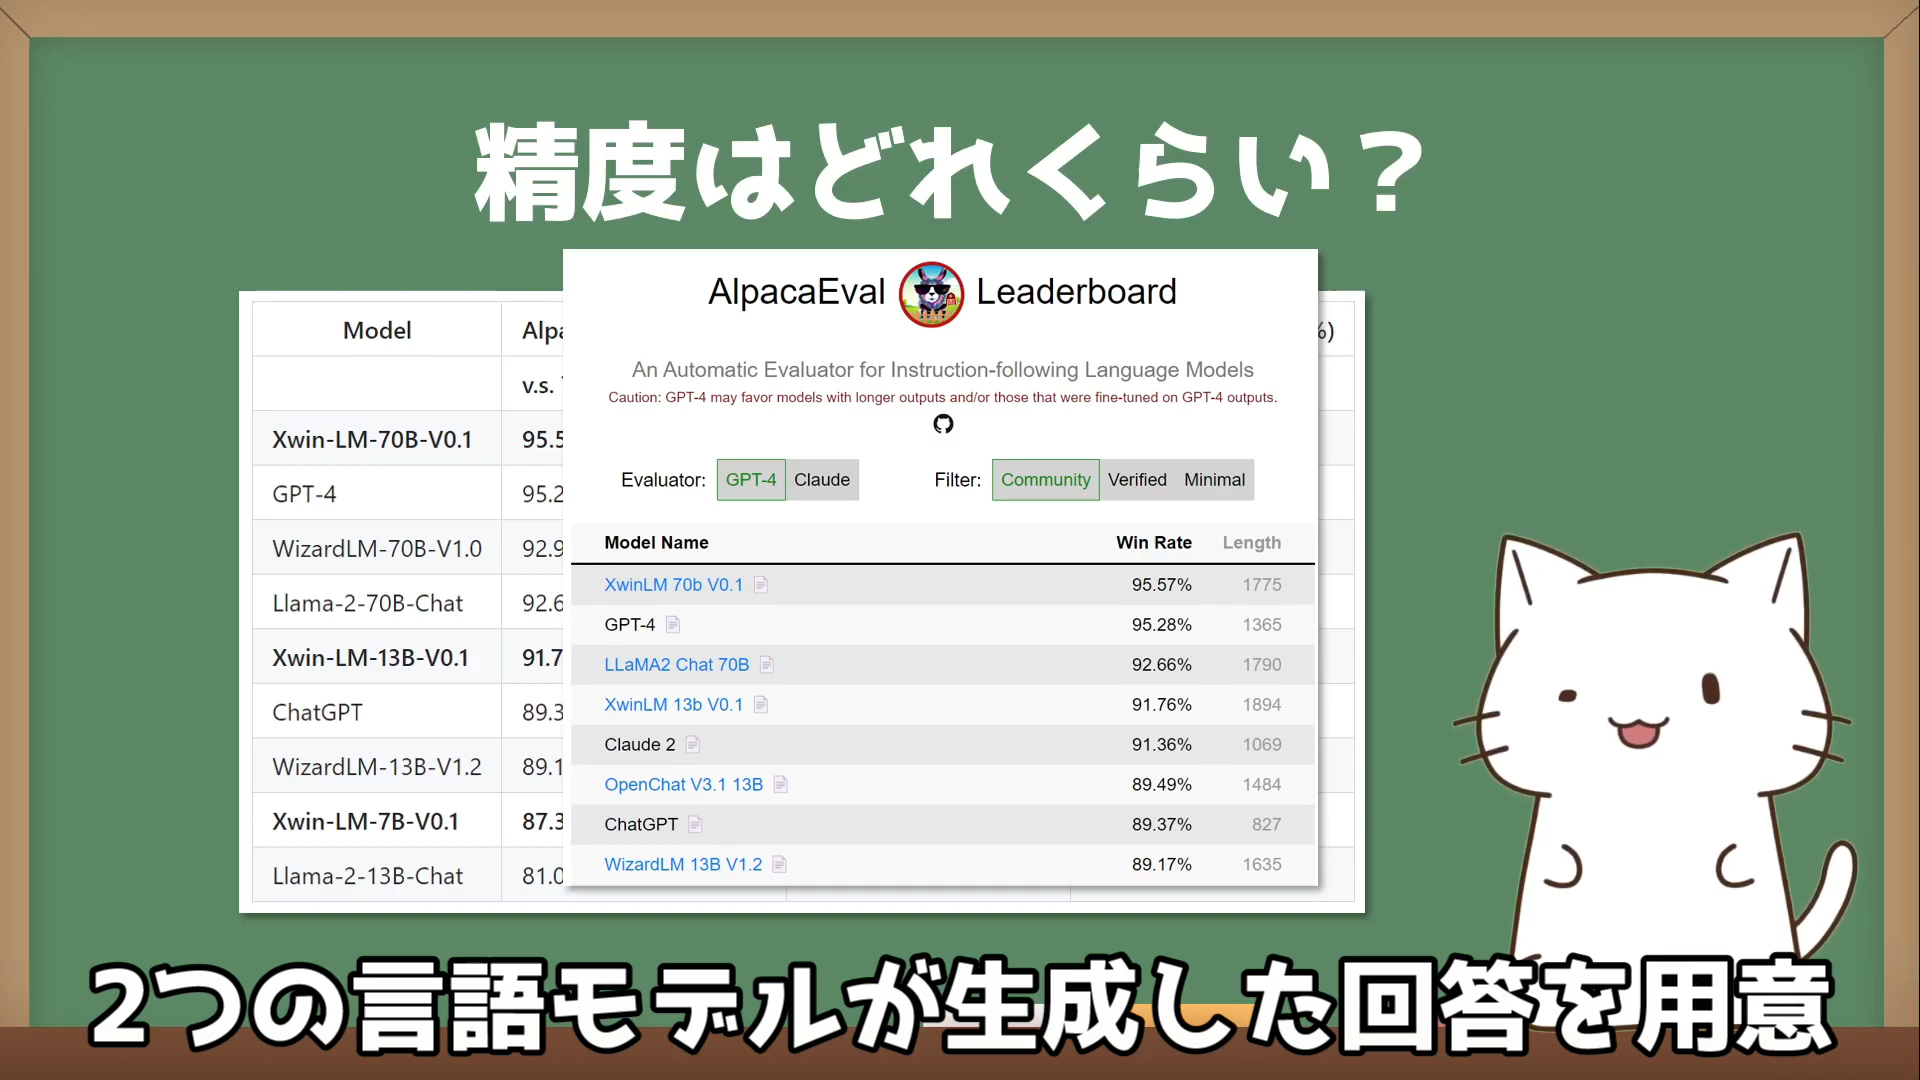 精度はどれくらい？
AlpacaEval Leaderboard
An Automatic Evaluator for Instruction-following Language Models
Caution: GPT-4 may favor models with longer outputs and/or those that were fine-tuned on GPT-4 outputs.
Evaluator: GPT-4 Claude Filter: Community Verified Minimal
Model Name Win Rate Length
XwinLM 70b V0.1 95.57% 1775
GPT-4 95.28% 1365
LLaMA2 Chat 70B 92.66% 1790
XwinLM 13b V0.1 91.76% 1894
Claude 2 91.36% 1069
OpenChat V3.1 13B 89.49% 1484
ChatGPT 89.37% 827
WizardLM 13B V1.2 89.17% 1635
Model Alpa %)
v.s.
Xwin-LM-70B-V0.1 95.5
GPT-4 95.2
WizardLM-70B-V1.0 92.9
Llama-2-70B-Chat 92.6
Xwin-LM-13B-V0.1 91.7
ChatGPT 89.3
WizardLM-13B-V1.2 89.1
Xwin-LM-7B-V0.1 87.3
Llama-2-13B-Chat 81.0
2つの言語モデルが生成した回答を用意